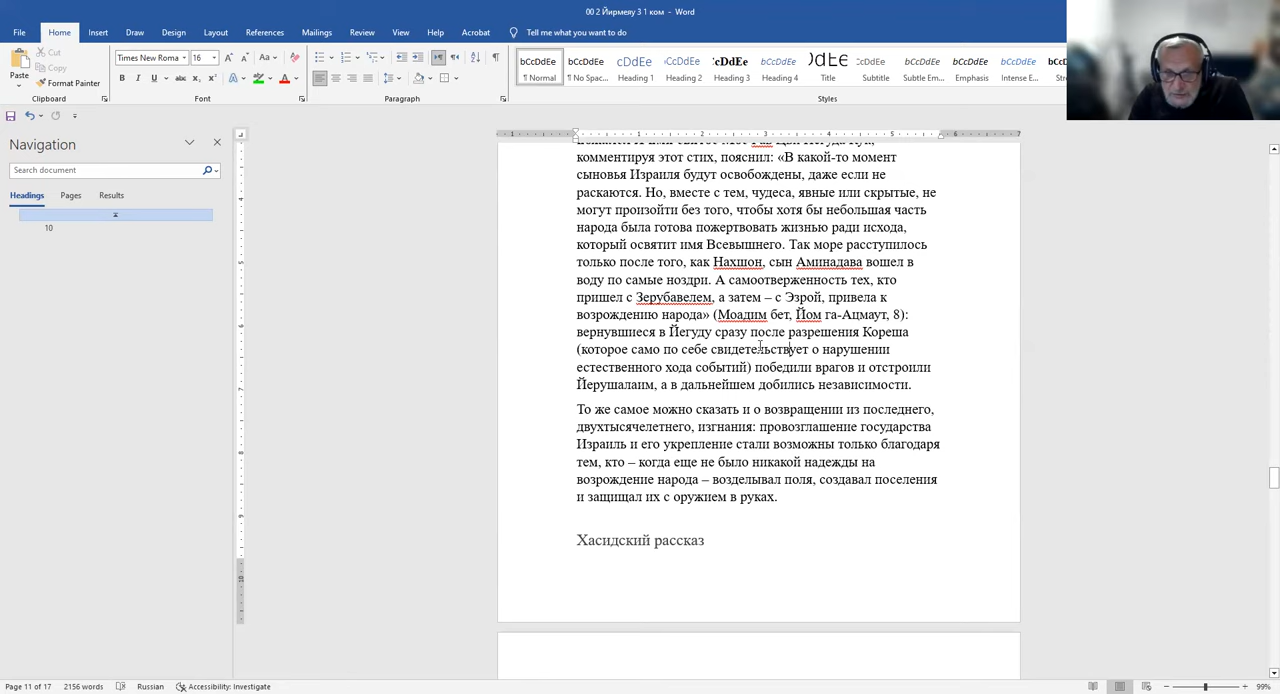 00 2 Йирмеяу 3 1 ком - Word
File Home Insert Draw Design Layout References Mailings Review View Help Acrobat Tell me what you want to do
Paste
Cut
Copy
Format Painter
Times New Roma 16
Clipboard Font Paragraph Styles
AaBbCcDdEe
¶ Normal ¶ No Spac... Heading 1 Heading 2 Heading 3 Heading 4 Title Subtitle Subtle Em... Emphasis Intense E...
Navigation
Search document
Headings Pages Results
10
комментируя этот стих, пояснил: «В какой-то момент
сыновья Израиля будут освобождены, даже если не
раскаются. Но, вместе с тем, чудеса, явные или скрытые, не
могут произойти без того, чтобы хотя бы небольшая часть
народа была готова пожертвовать жизнью ради исхода,
который освятит имя Всевышнего. Так море расступилось
только после того, как Нахшон, сын Аминадава вошел в
воду по самые ноздри. А самоотверженность тех, кто
пришел с Зерубавелем, а затем – с Эзрой, привела к
возрождению народа» (Моадим бет, Йом га-Ацмаут, 8):
вернувшиеся в Йегуду сразу после разрешения Кореша
(которое само по себе свидетельствует о нарушении
естественного хода событий) победили врагов и отстроили
Йерушалаим, а в дальнейшем добились независимости.
То же самое можно сказать и о возвращении из последнего,
двухтысячелетнего, изгнания: провозглашение государства
Израиль и его укрепление стали возможны только благодаря
тем, кто – когда еще не было никакой надежды на
возрождение народа – возделывал поля, создавал поселения
и защищал их с оружием в руках.
Хасидский рассказ
Page 11 of 17 2156 words Russian Accessibility: Investigate 99%